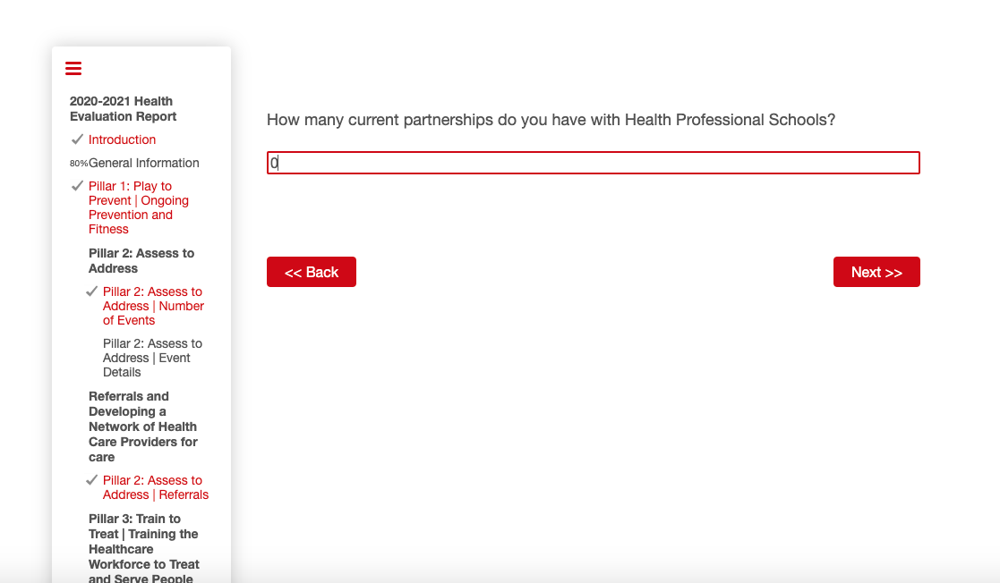 2020-2021 Health
Evaluation Report
Introduction
80% General Information
Pillar 1: Play to
Prevent | Ongoing
Prevention and
Fitness
Pillar 2: Assess to
Address
Pillar 2: Assess to
Address | Number
of Events
Pillar 2: Assess to
Address | Event
Details
Referrals and
Developing a
Network of Health
Care Providers for
care
Pillar 2: Assess to
Address | Referrals
Pillar 3: Train to
Treat | Training the
Healthcare
Workforce to Treat
and Serve People
How many current partnerships do you have with Health Professional Schools?
0
<< Back
Next >>